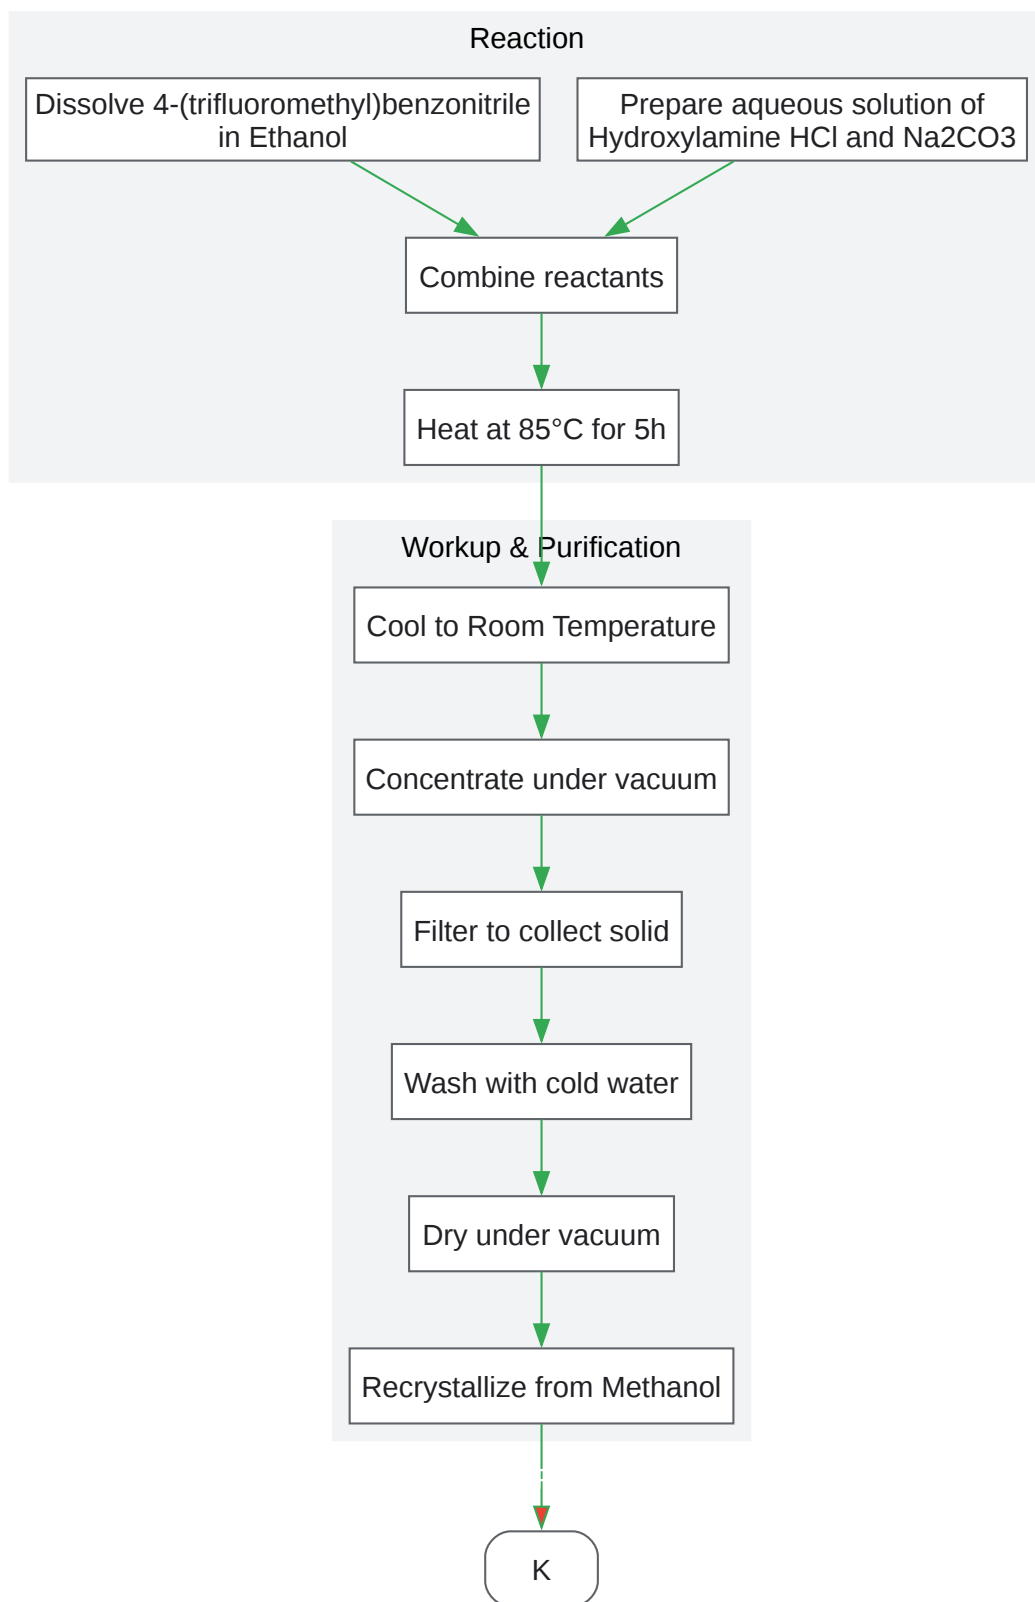 Reaction
Dissolve 4-(trifluoromethyl)benzonitrile
in Ethanol
Prepare aqueous solution of
Hydroxylamine HCl and Na2CO3
Combine reactants
Heat at 85°C for 5h
Workup & Purification
Cool to Room Temperature
Concentrate under vacuum
Filter to collect solid
Wash with cold water
Dry under vacuum
Recrystallize from Methanol
K